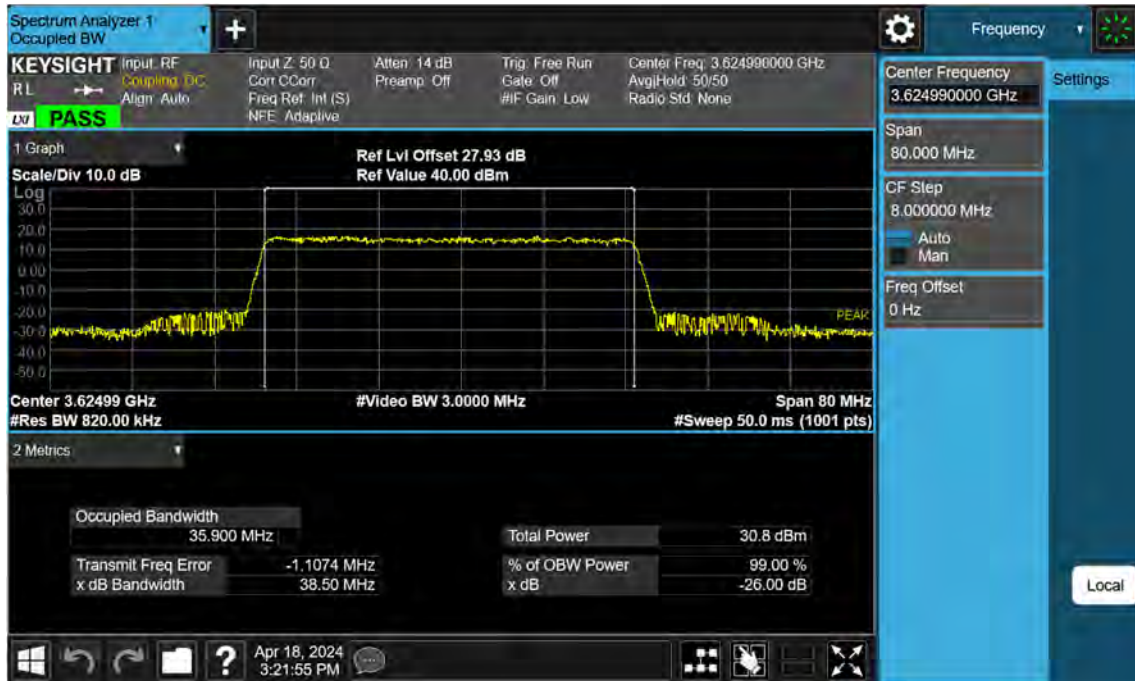 Spectrum Analyzer 1
Occupied BW
Frequency
KEYSIGHT
RL
LXI PASS
Input: RF
Coupling: DC
Align: Auto
Input Z: 50 Ω
Corr CCorr
Freq Ref: Int (S)
NFE: Adaptive
Atten: 14 dB
Preamp: Off
Trig: Free Run
Gate: Off
#IF Gain: Low
Center Freq: 3.624990000 GHz
Avg|Hold: 50/50
Radio Std: None
Center Frequency
3.624990000 GHz
Settings
Span
80.000 MHz
CF Step
8.000000 MHz
Auto
Man
Freq Offset
0 Hz
Local
1 Graph
Scale/Div 10.0 dB
Ref Lvl Offset 27.93 dB
Ref Value 40.00 dBm
Log
30.0
20.0
10.0
0.00
-10.0
-20.0
-30.0
-40.0
-50.0
PEAK
Center 3.62499 GHz
#Video BW 3.0000 MHz
Span 80 MHz
#Res BW 820.00 kHz
#Sweep 50.0 ms (1001 pts)
2 Metrics
Occupied Bandwidth
35.900 MHz
Total Power 30.8 dBm
Transmit Freq Error -1.1074 MHz
% of OBW Power 99.00 %
x dB Bandwidth 38.50 MHz
x dB -26.00 dB
?
Apr 18, 2024
3:21:55 PM